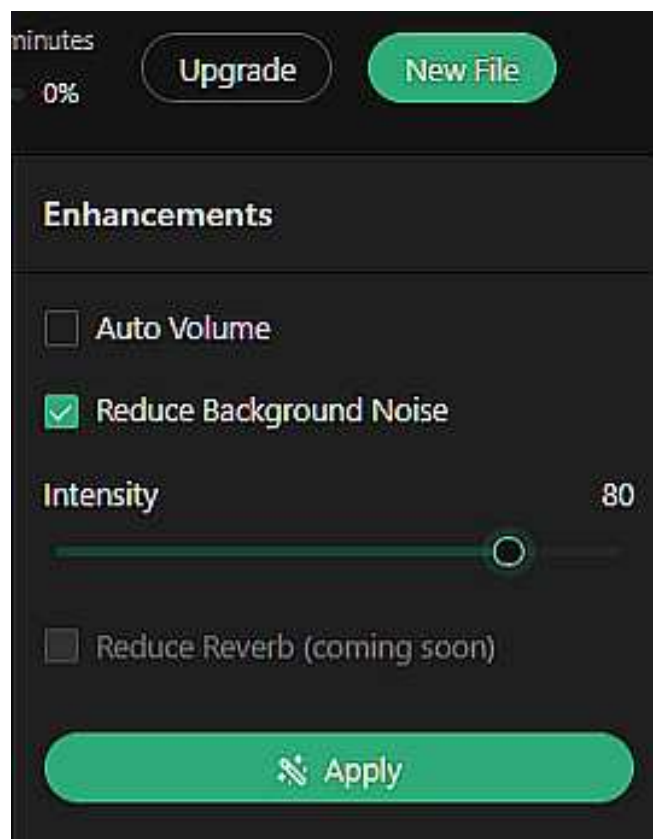 minutes
0%
Upgrade
New File
Enhancements
Auto Volume
Reduce Background Noise
Intensity 80
Reduce Reverb (coming soon)
Apply